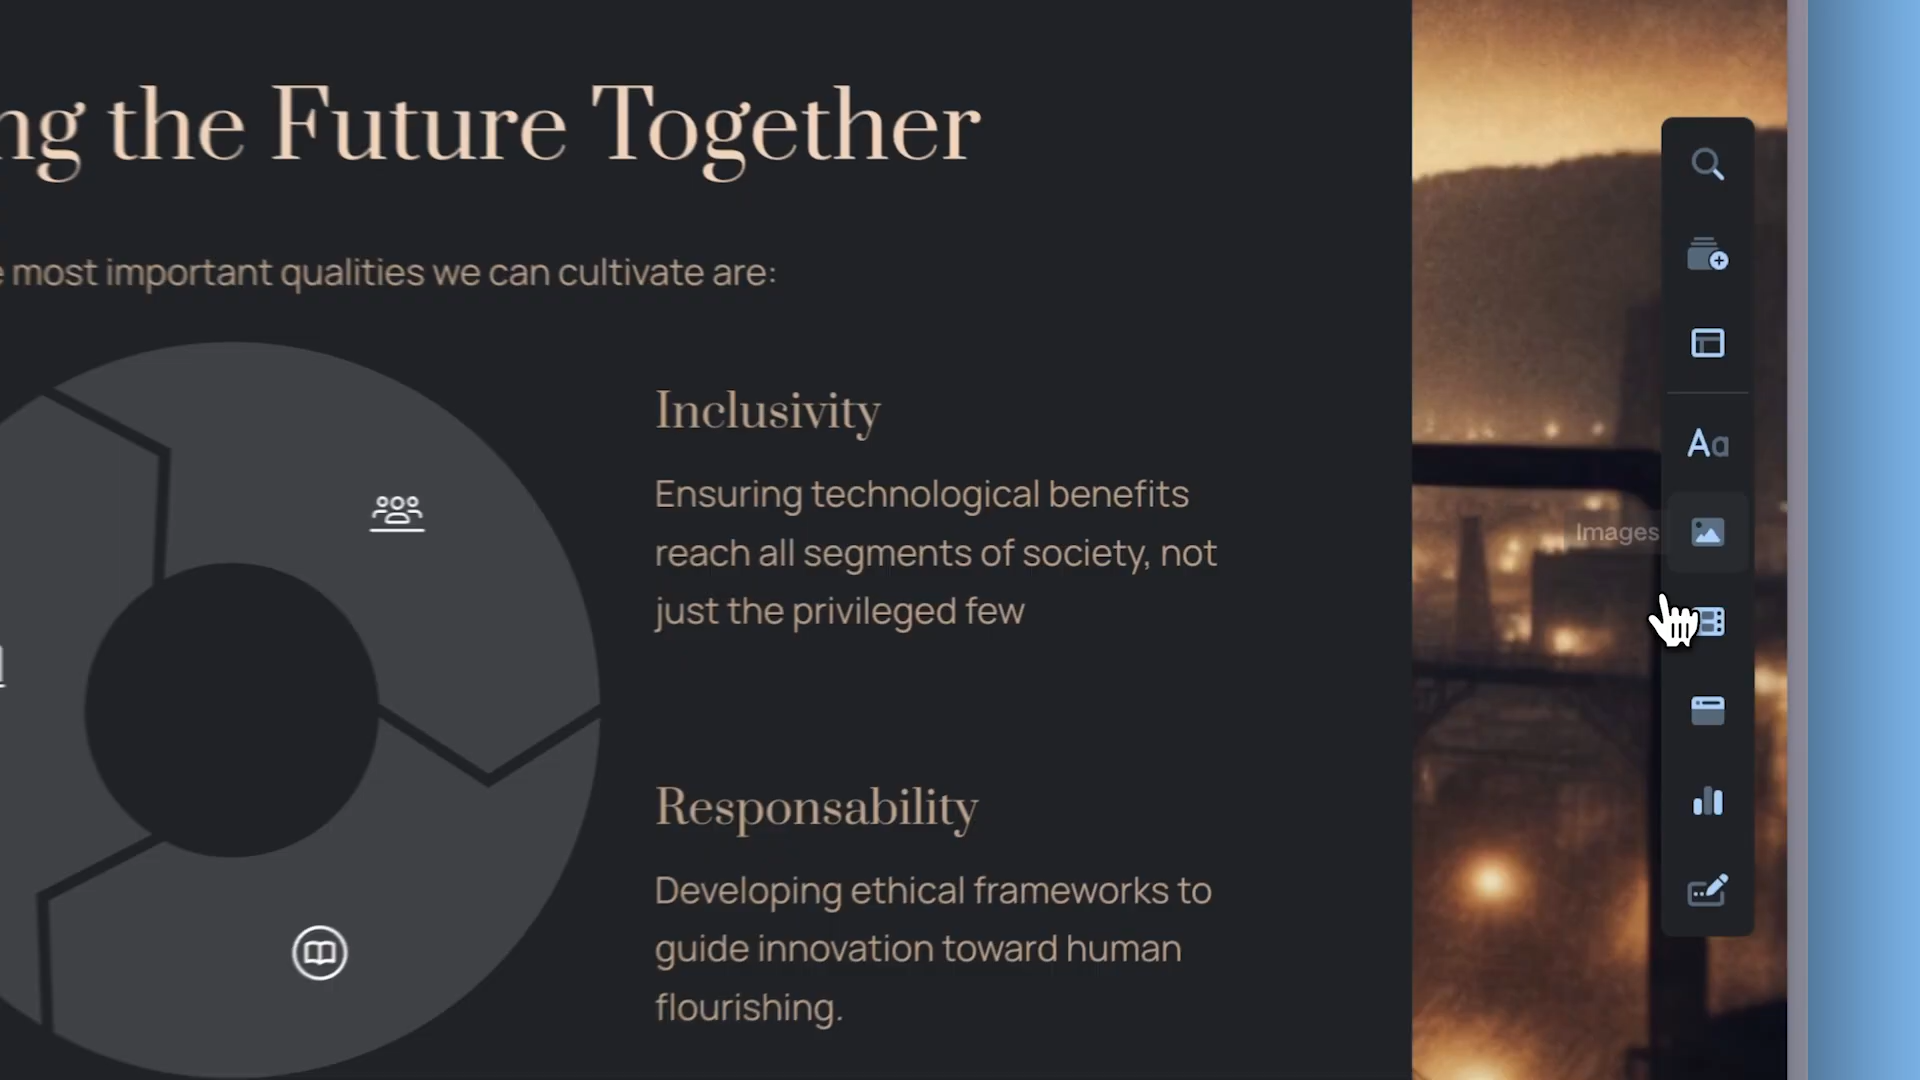 ng the Future Together
most important qualities we can cultivate are:
Inclusivity
Ensuring technological benefits
reach all segments of society, not
just the privileged few
Responsability
Developing ethical frameworks to
guide innovation toward human
flourishing.
Aa
Images